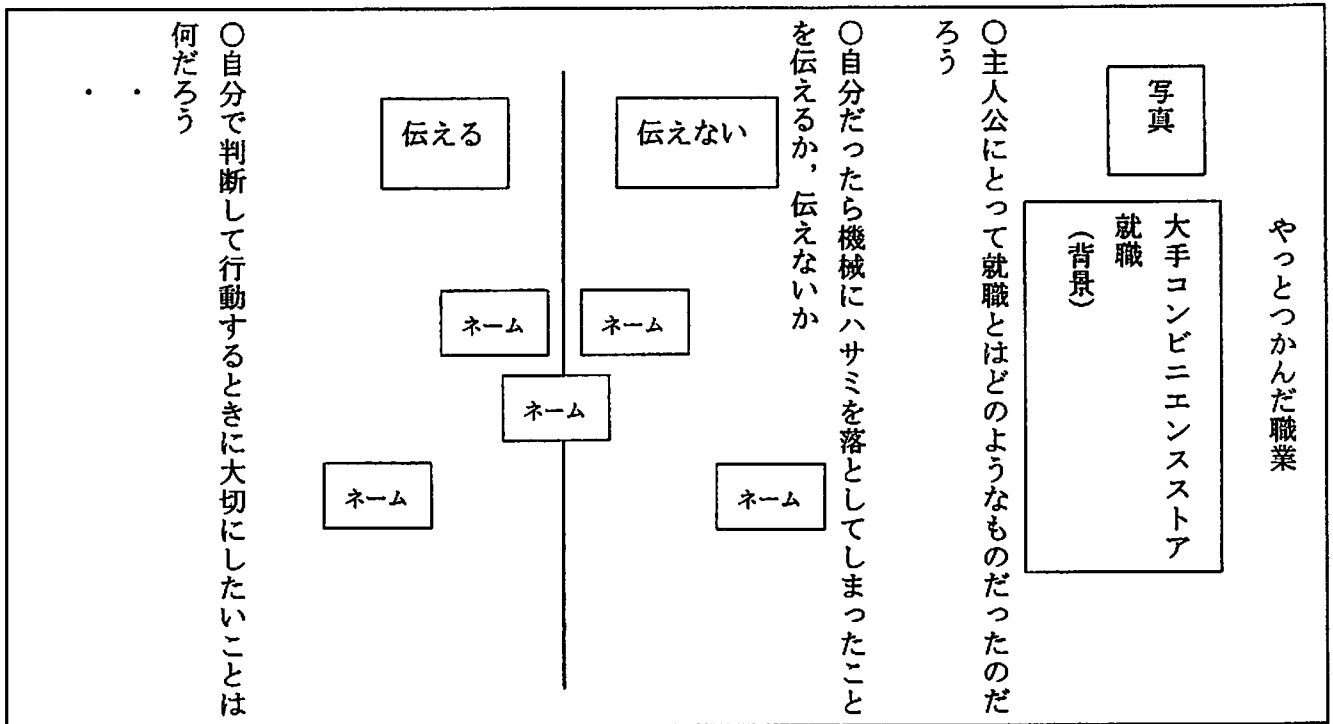 やっとつかんだ職業
写真
大手コンビニエンスストア
就職
（背景）
○主人公にとって就職とはどのようなものだったのだ
ろう
○自分だったら機械にハサミを落としてしまったこと
を伝えるか，伝えないか
伝えない
伝える
ネーム
ネーム
ネーム
ネーム
ネーム
○自分で判断して行動するときに大切にしたいことは
何だろう
・
・